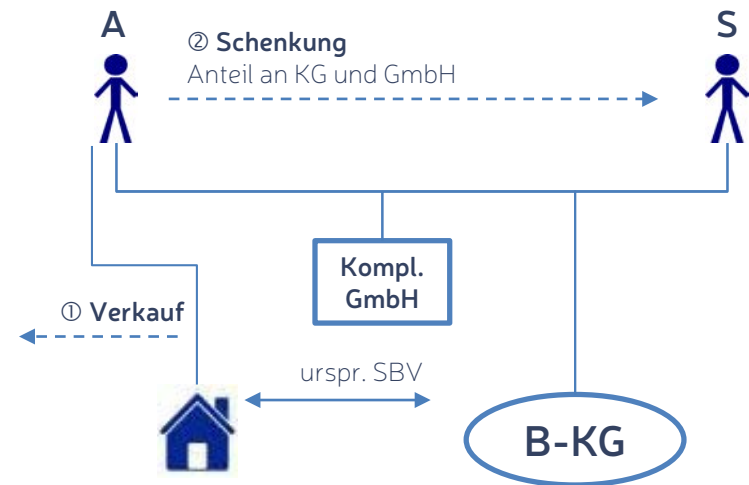 A
S
② Schenkung
Anteil an KG und GmbH
Kompl.
GmbH
① Verkauf
urspr. SBV
B-KG